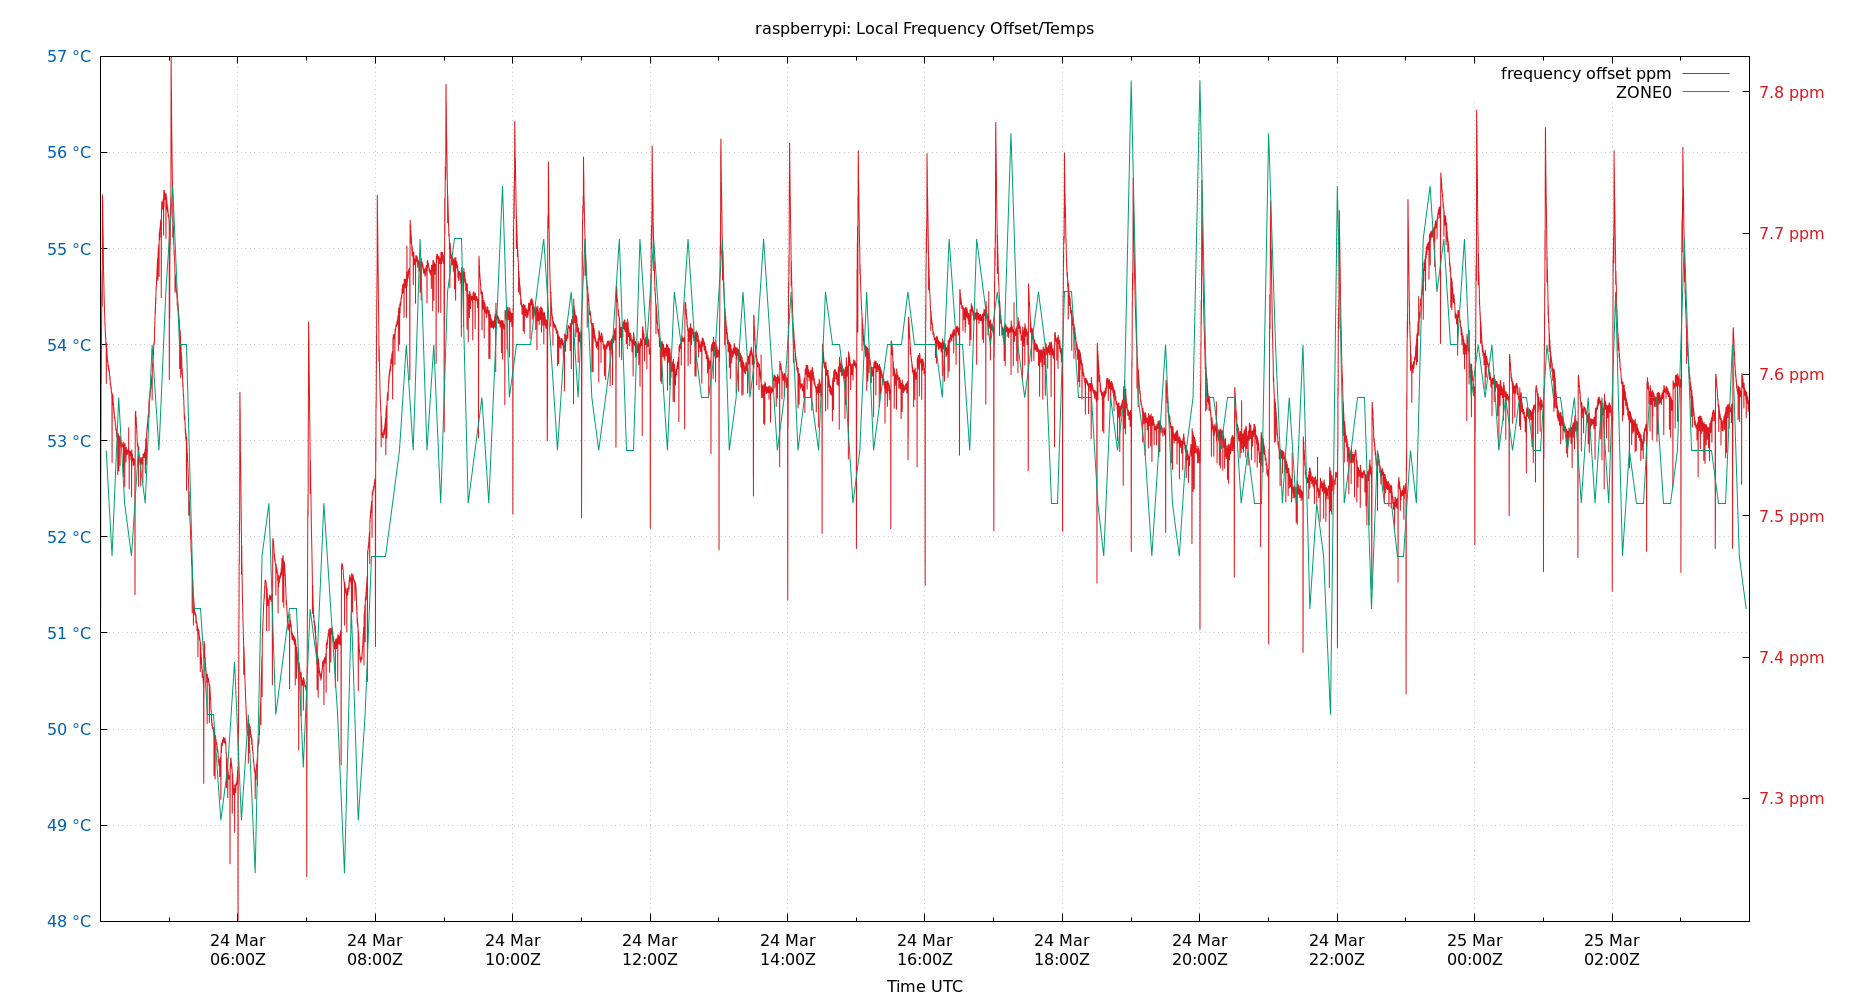 raspberrypi: Local Frequency Offset/Temps
57 °C
56 °C
55 °C
54 °C
53 °C
52 °C
51 °C
50 °C
49 °C
48 °C
frequency offset ppm
ZONE0
7.8 ppm
7.7 ppm
7.6 ppm
7.5 ppm
7.4 ppm
7.3 ppm
24 Mar
06:00Z
24 Mar
08:00Z
24 Mar
10:00Z
24 Mar
12:00Z
24 Mar
14:00Z
24 Mar
16:00Z
24 Mar
18:00Z
24 Mar
20:00Z
24 Mar
22:00Z
25 Mar
00:00Z
25 Mar
02:00Z
Time UTC